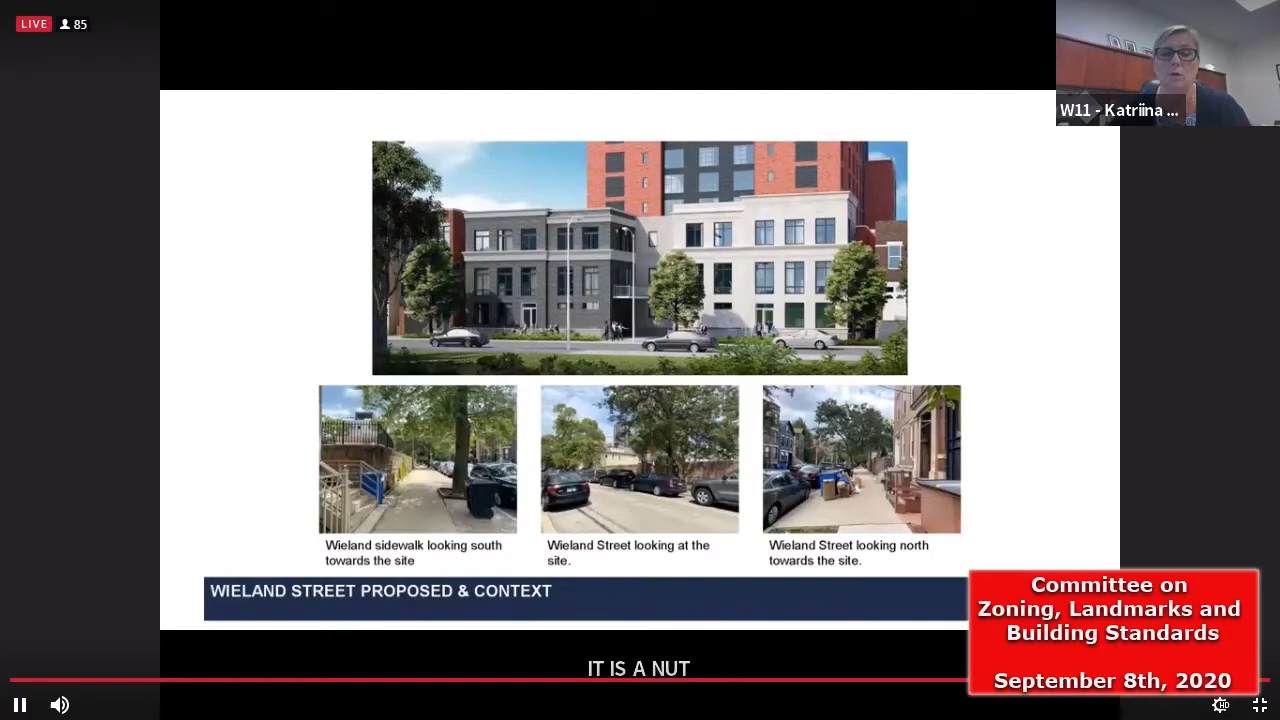 LIVE 85
W11 - Katriina ...
Wieland sidewalk looking south
towards the site
Wieland Street looking at the
site.
Wieland Street looking north
towards the site.
WIELAND STREET PROPOSED & CONTEXT
Committee on
Zoning, Landmarks and
Building Standards
September 8th, 2020
IT IS A NUT
HD